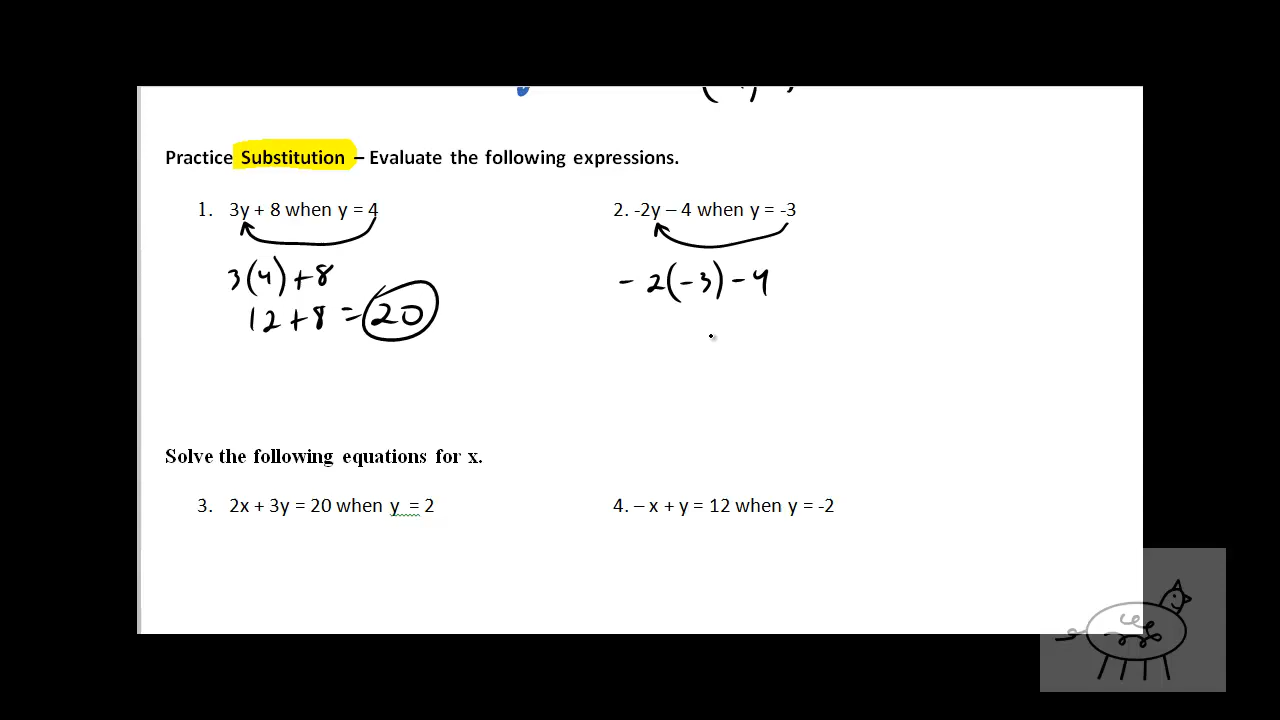 Practice Substitution – Evaluate the following expressions.
1. 3y + 8 when y = 4
2. -2y – 4 when y = -3
3(4)+8
12+8 = 20
-2(-3)-4
Solve the following equations for x.
3. 2x + 3y = 20 when y = 2
4. – x + y = 12 when y = -2